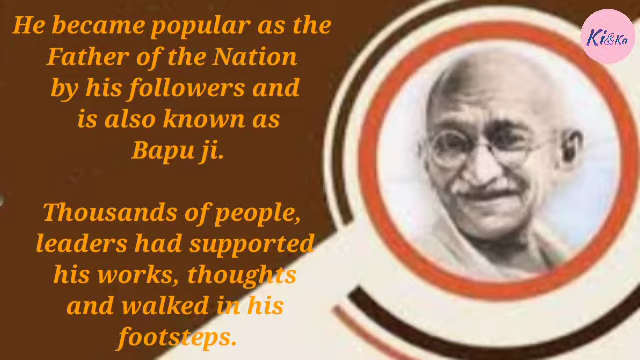 He became popular as the
Father of the Nation
by his followers and
is also known as
Bapu ji.
Thousands of people,
leaders had supported
his works, thoughts
and walked in his
footsteps.
Ki&Ka